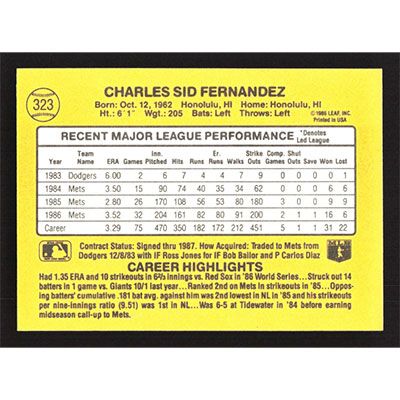 323
CHARLES SID FERNANDEZ
©1986 LEAF, INC.
Printed in USA
Born: Oct. 12, 1962 Honolulu, HI Home: Honolulu, HI
Ht.: 6'1" Wgt.: 205 Bats: Left Throws: Left
RECENT MAJOR LEAGUE PERFORMANCE *Denotes Led League
Year Team Name ERA Games Inn. Pitched Hits Runs Er. Runs Walks Strike Outs Comp. Games Shut Outs Save Won Lost
1983 Dodgers 6.00 2 6 7 4 4 7 9 0 0 0 0 1
1984 Mets 3.50 15 90 74 40 35 34 62 0 0 0 6 6
1985 Mets 2.80 26 170 108 56 53 80 180 3 0 0 9 9
1986 Mets 3.52 32 204 161 82 80 91 200 2 1 1 16 6
Career 3.29 75 470 350 182 172 212 451 5 1 1 31 22
Contract Status: Signed thru 1987. How Acquired: Traded to Mets from
Dodgers 12/8/83 with IF Ross Jones for IF Bob Bailor and P Carlos Diaz
CAREER HIGHLIGHTS
Had 1.35 ERA and 10 strikeouts in 6⅔ innings vs. Red Sox in '86 World Series... Struck out 14
batters in 1 game vs. Giants 10/1 last year... Ranked 2nd on Mets in strikeouts in '85... Oppos-
ing batters' cumulative .181 bat avg was 2nd lowest in NL in '85 and his strikeouts
per nine-innings ratio (9.51) was 1st in NL... Was 6-5 at Tidewater in '84 before earning
midseason call-up to Mets.